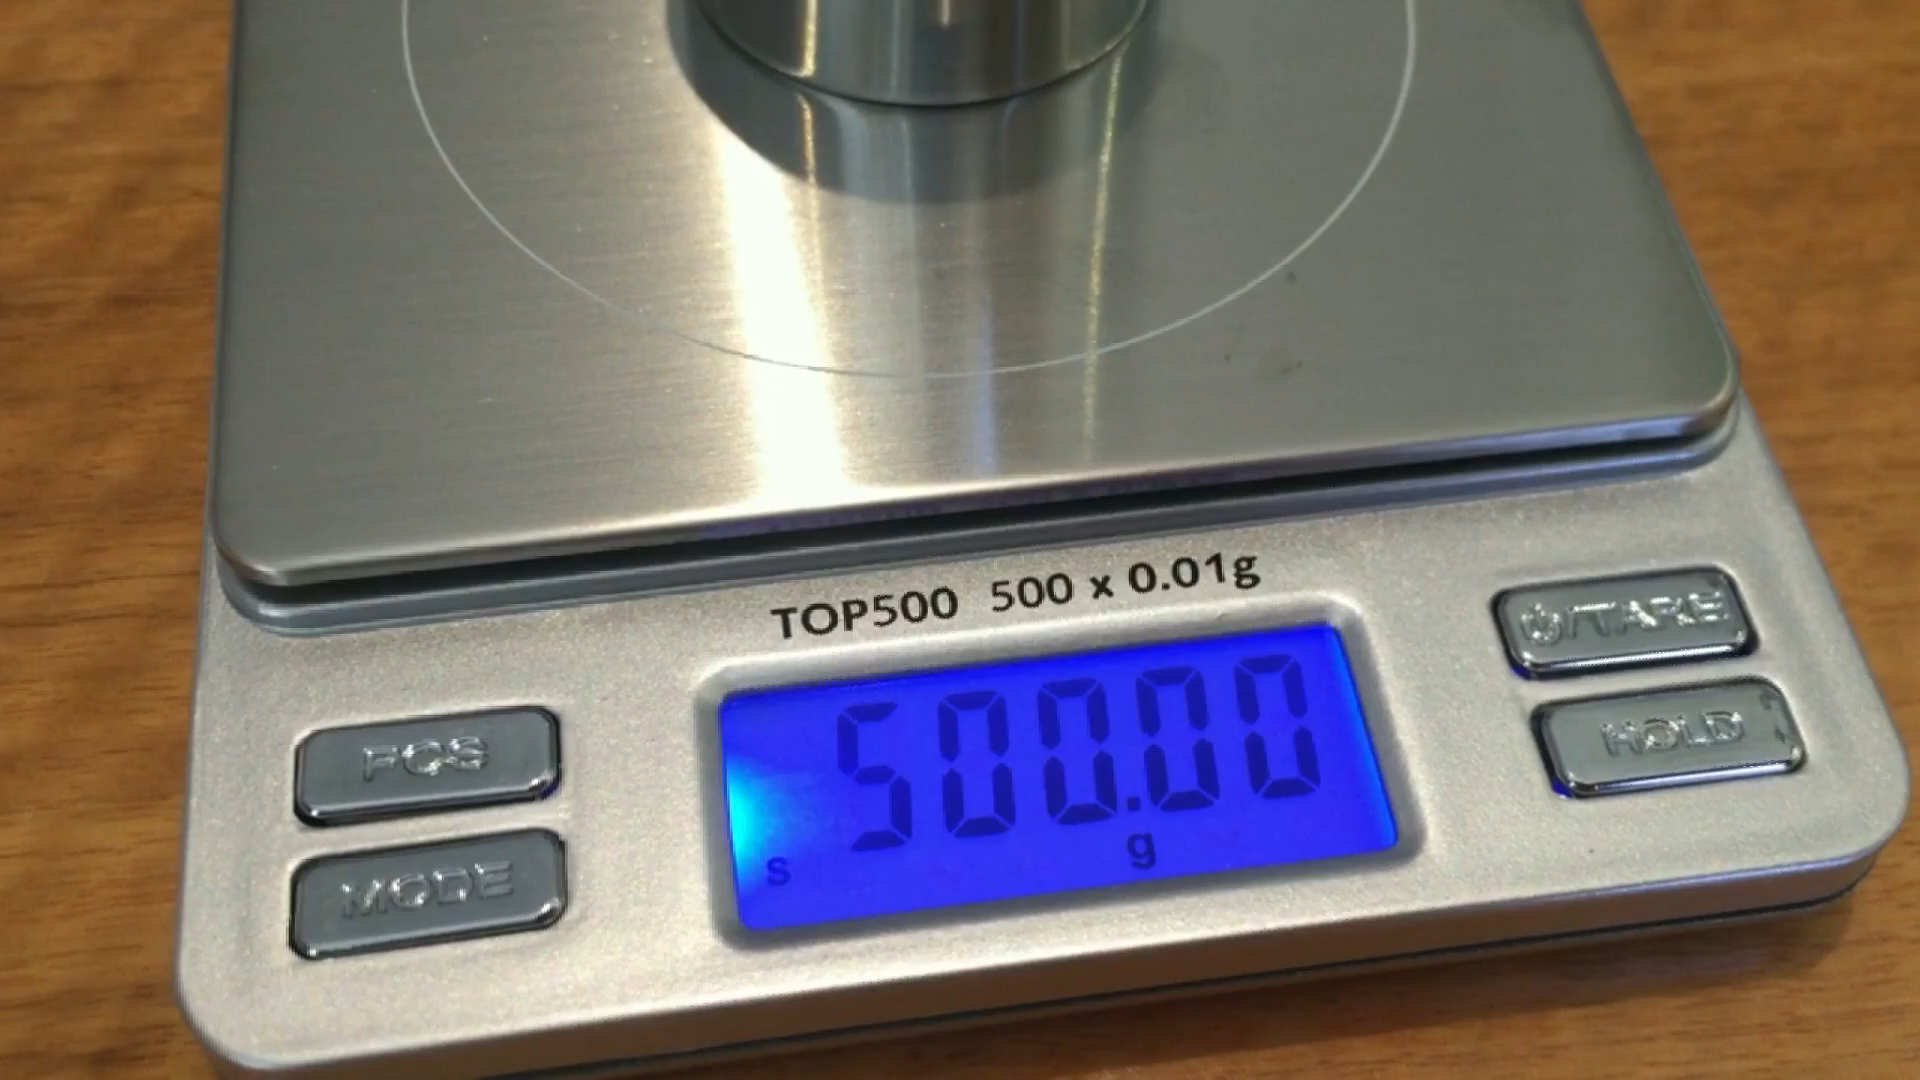 TOP500 500 x 0.01g
⏻/TARE
PCS
500.00
HOLD
MODE
s
g